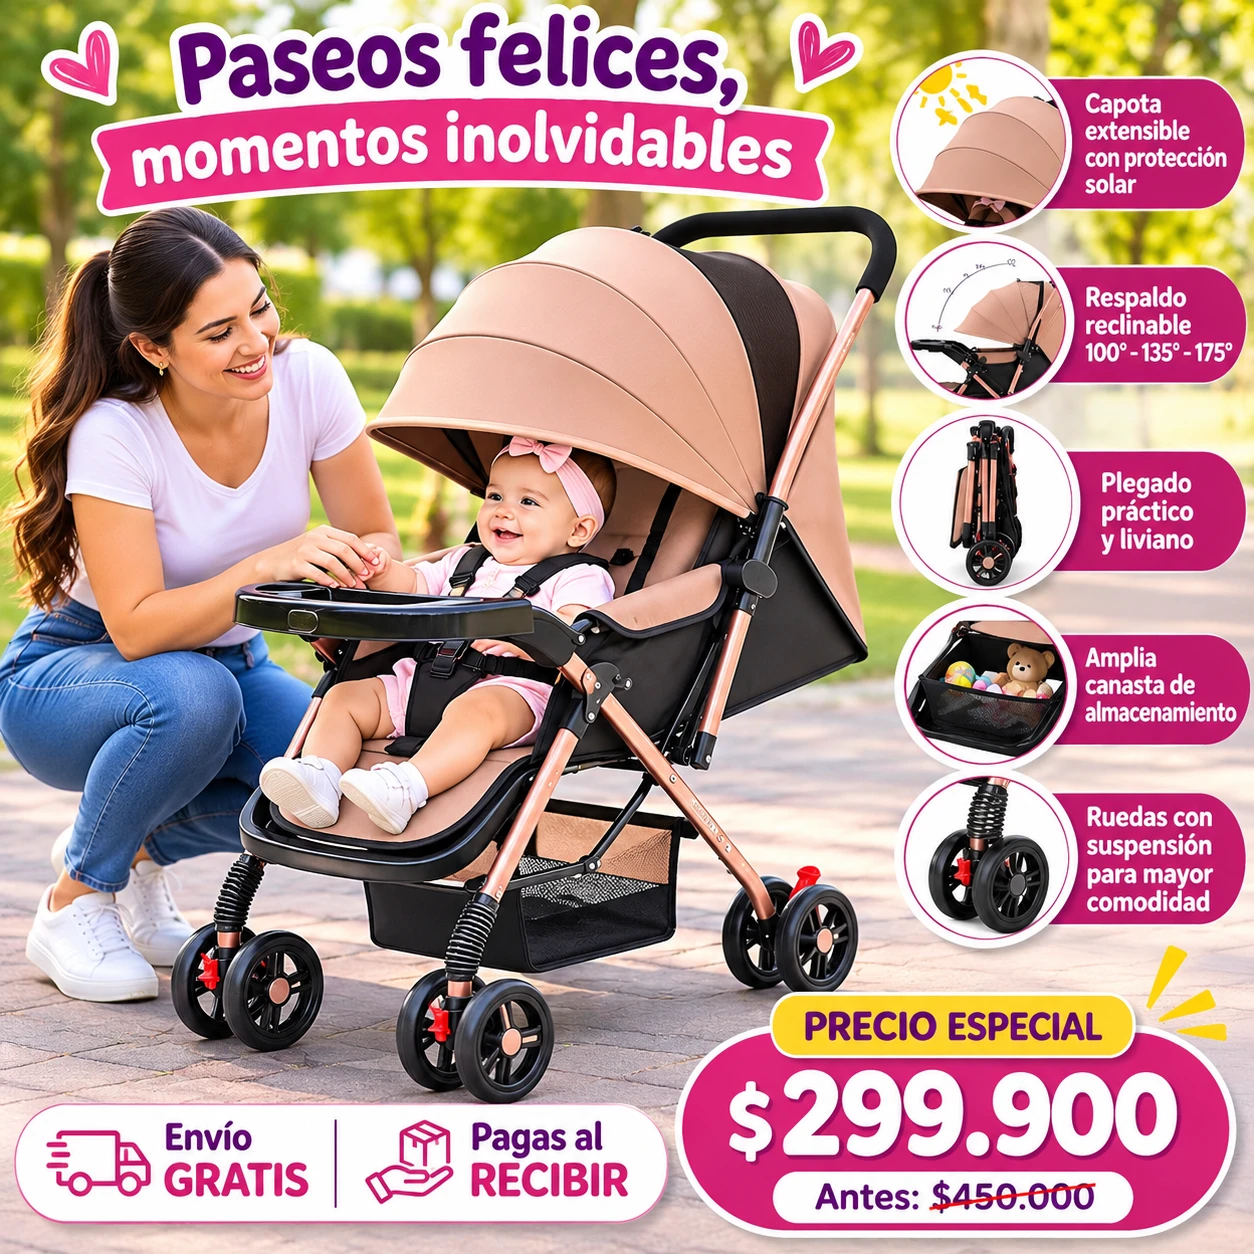 Paseos felices,
momentos inolvidables
Capota
extensible
con protección
solar
Respaldo
reclinable
100° - 135° - 175°
Plegado
práctico
y liviano
Amplia
canasta de
almacenamiento
Ruedas con
suspensión
para mayor
comodidad
PRECIO ESPECIAL
$299.900
Antes: $450.000
Envío
GRATIS
Pagas al
RECIBIR